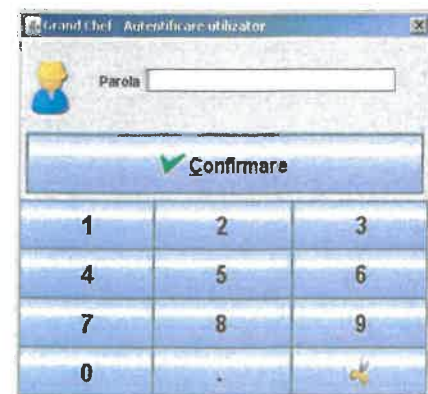 Grand Chef - Autentificare utilizator
Parola
Confirmare
1 2 3
4 5 6
7 8 9
0 .